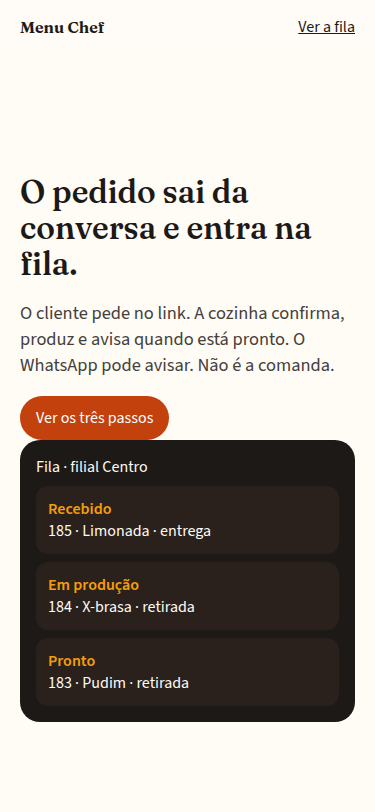 Menu Chef
Ver a fila
O pedido sai da
conversa e entra na
fila.
O cliente pede no link. A cozinha confirma,
produz e avisa quando está pronto. O
WhatsApp pode avisar. Não é a comanda.
Ver os três passos
Fila · filial Centro
Recebido
185 · Limonada · entrega
Em produção
184 · X-brasa · retirada
Pronto
183 · Pudim · retirada